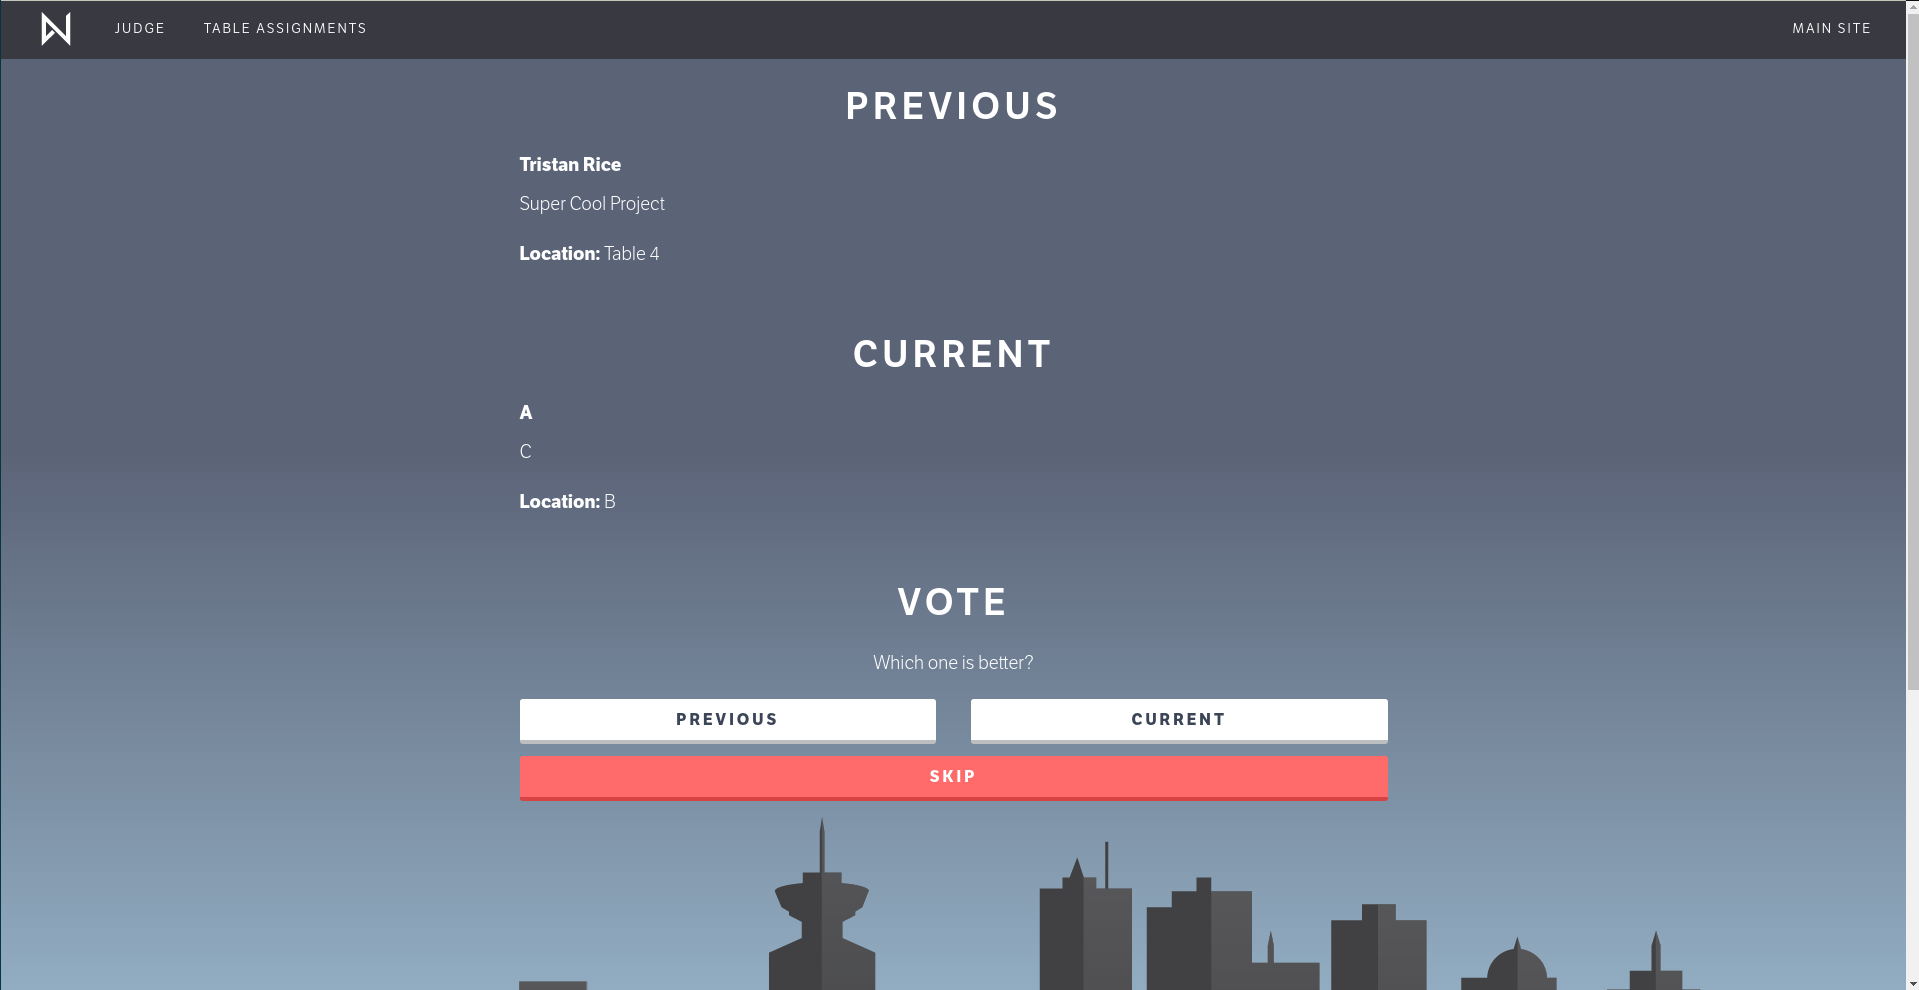 JUDGE TABLE ASSIGNMENTS MAIN SITE
PREVIOUS
Tristan Rice
Super Cool Project
Location: Table 4
CURRENT
A
C
Location: B
VOTE
Which one is better?
PREVIOUS CURRENT
SKIP